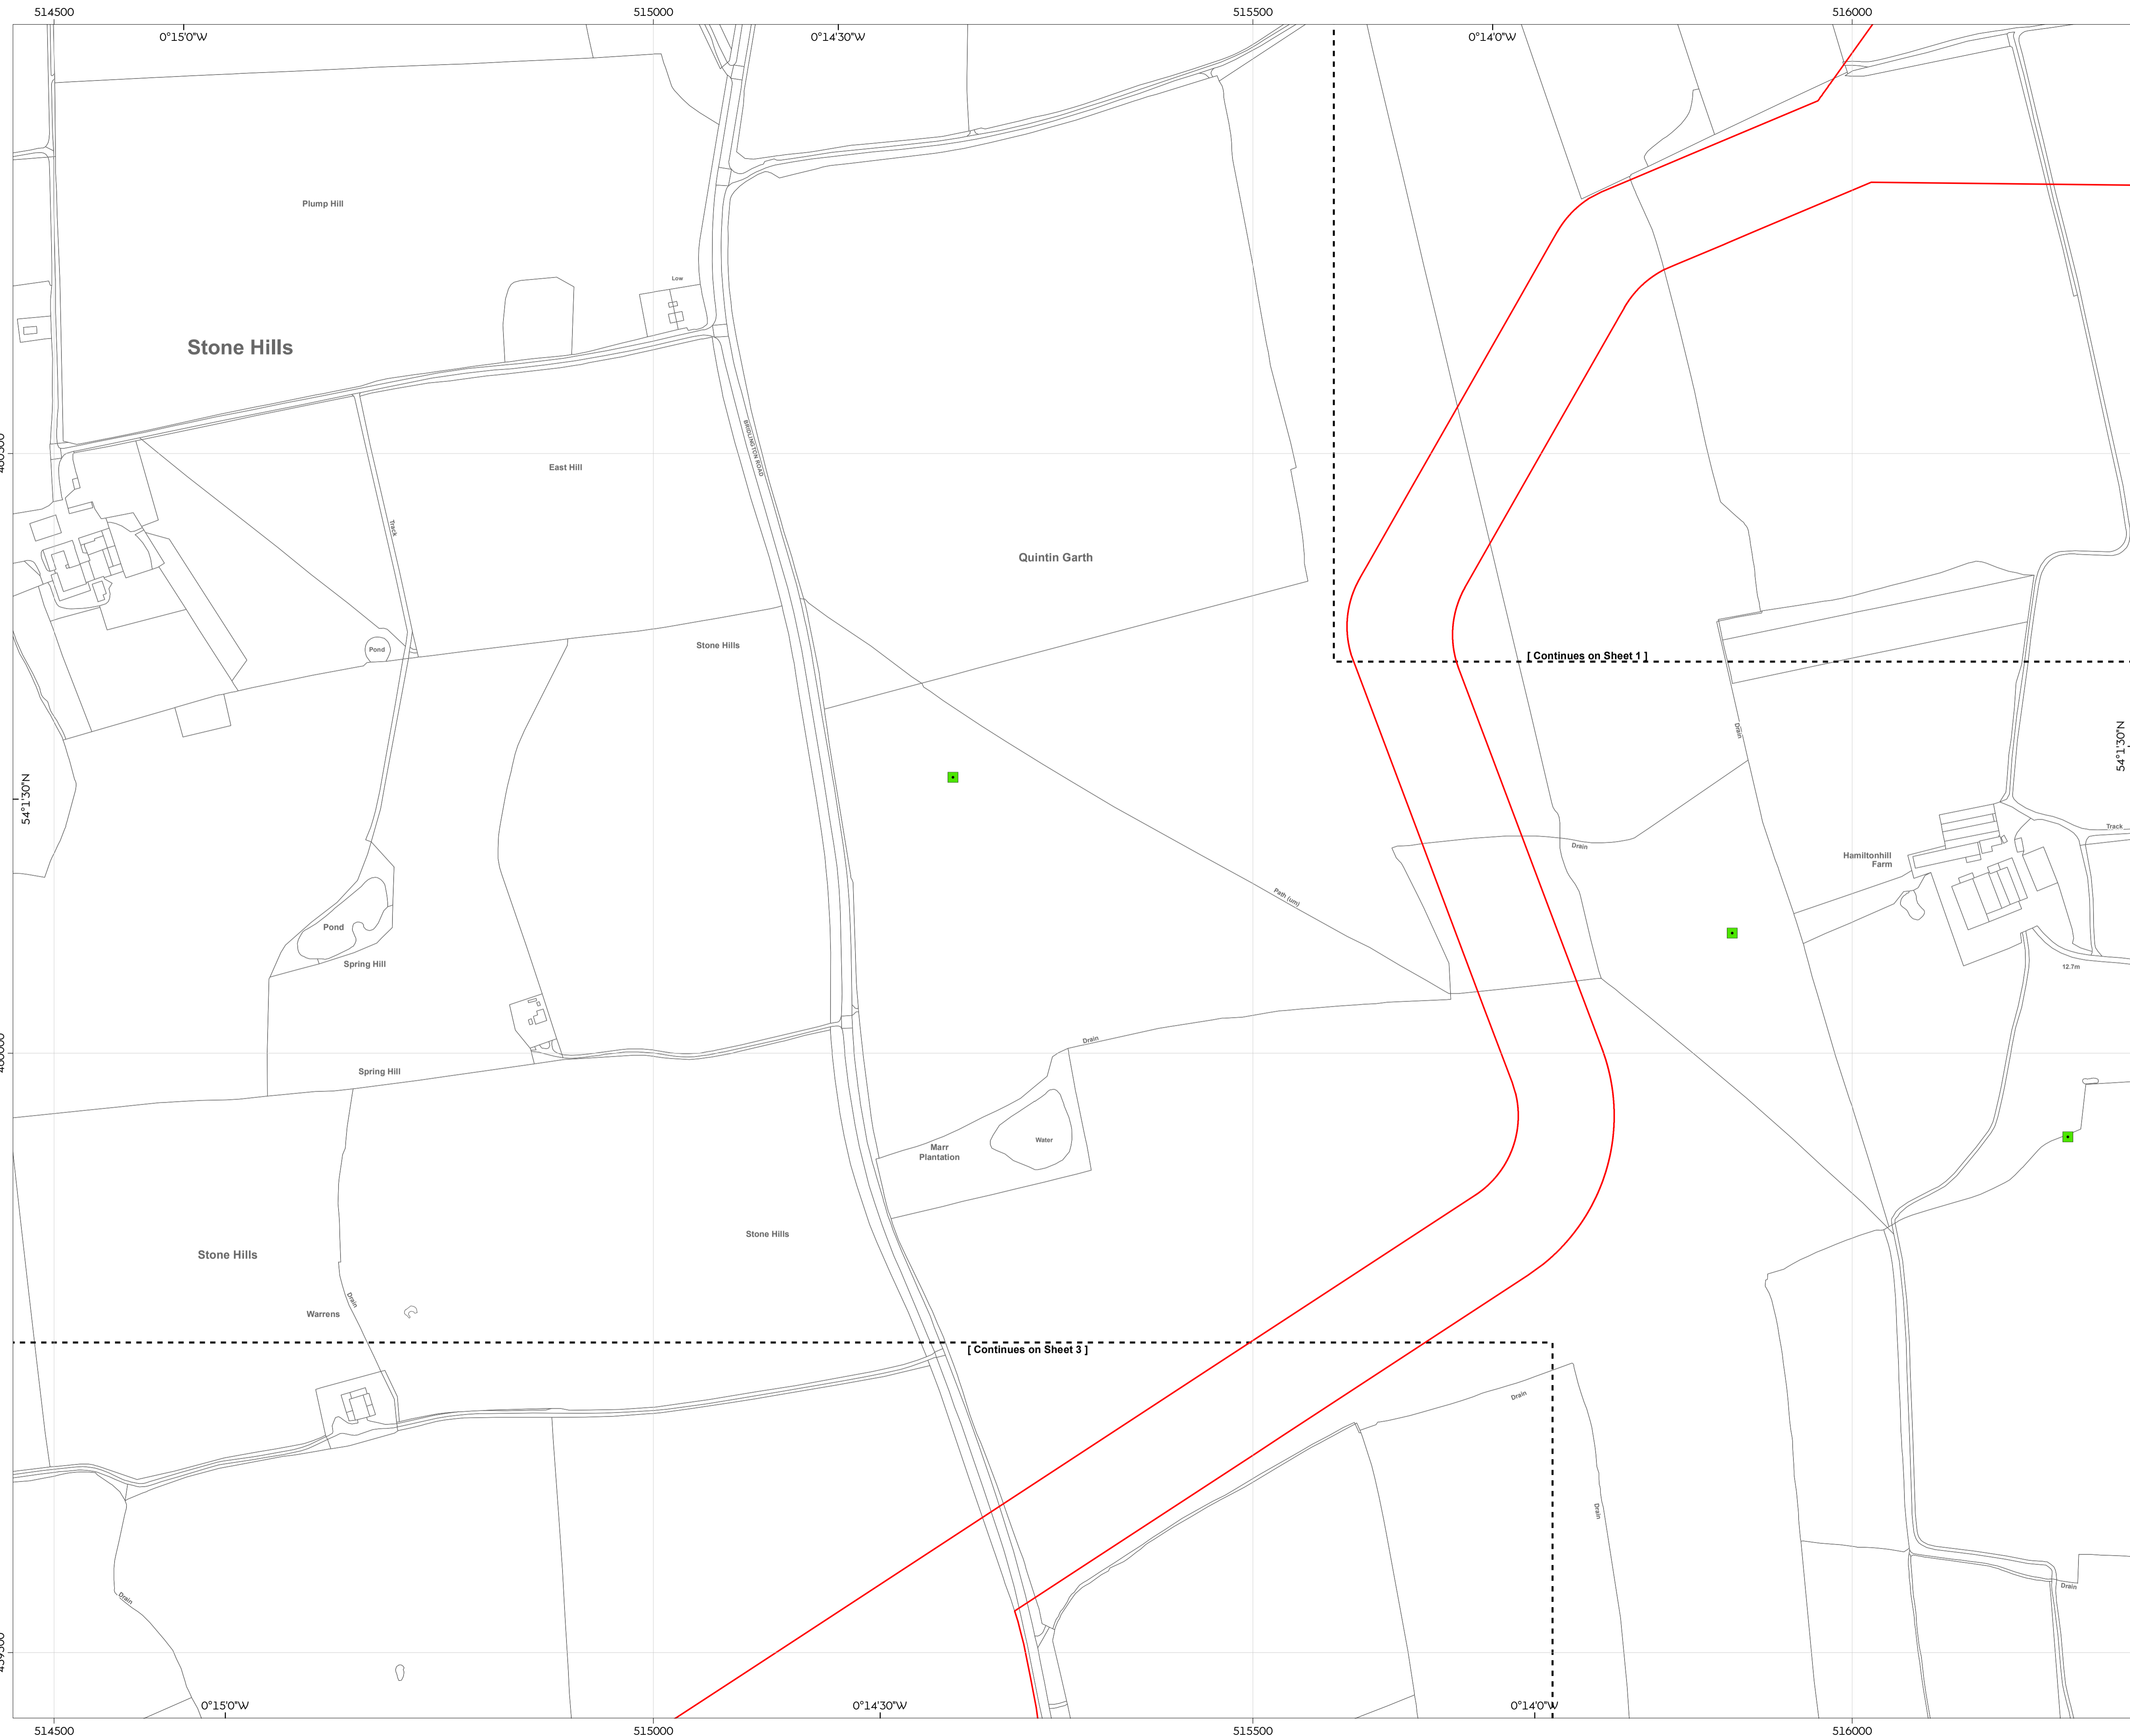 514500
515000
515500
516000
0°15'0"W
0°14'30"W
0°14'0"W
Plump Hill
Low
Stone Hills
BRIDLINGTON ROAD
East Hill
Track
Quintin Garth
Pond
Stone Hills
[ Continues on Sheet 1 ]
Drain
54°1'30"N
54°1'30"N
Track
Drain
Hamiltonhill
Farm
Path (um)
Pond
Spring Hill
12.7m
Drain
Spring Hill
Water
Marr
Plantation
Stone Hills
Stone Hills
Drain
Warrens
[ Continues on Sheet 3 ]
Drain
Drain
Drain
Drain
0°15'0"W
0°14'30"W
0°14'0"W
514500
515000
515500
516000